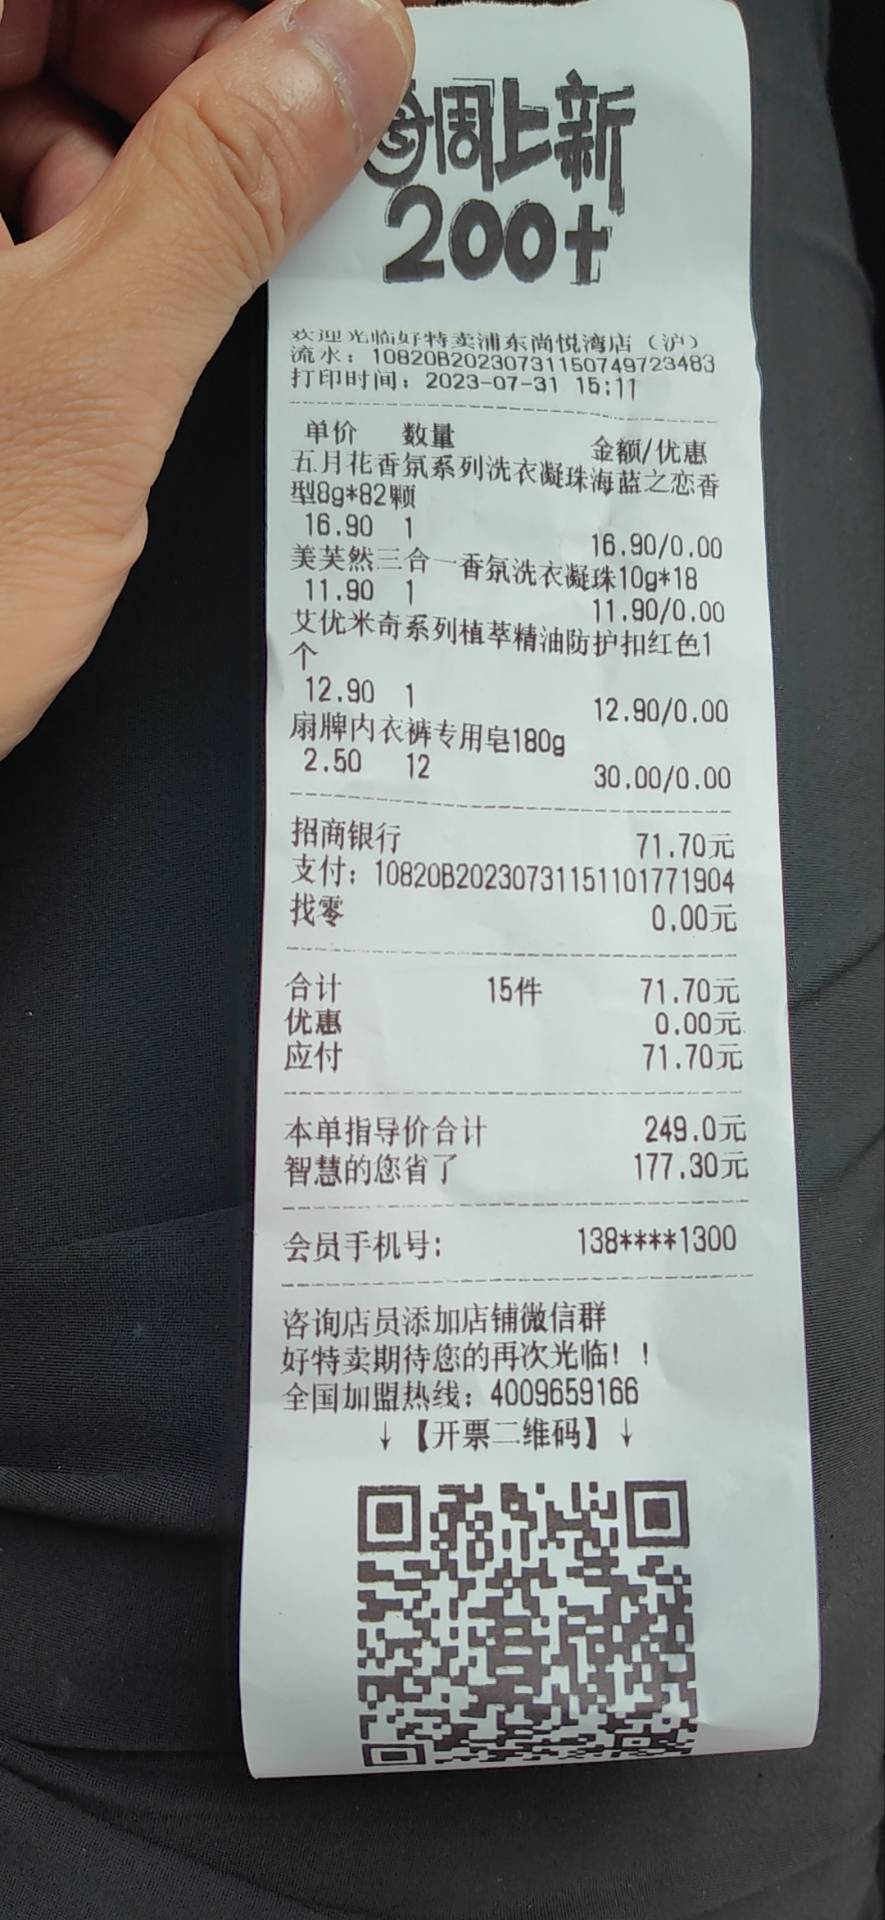 每周上新
200+
欢迎光临好特卖浦东尚悦湾店（沪）
流水：10820B20230731150749723483
打印时间：2023-07-31 15:11
单价 数量 金额/优惠
五月花香氛系列洗衣凝珠海蓝之恋香
型8g*82颗
16.90 1 16.90/0.00
美芙然三合一香氛洗衣凝珠10g*18
11.90 1 11.90/0.00
艾优米奇系列植萃精油防护扣红色1
个
12.90 1 12.90/0.00
扇牌内衣裤专用皂180g
2.50 12 30.00/0.00
招商银行 71.70元
支付：10820B20230731151101771904
找零 0.00元
合计 15件 71.70元
优惠 0.00元
应付 71.70元
本单指导价合计 249.0元
智慧的您省了 177.30元
会员手机号: 138****1300
咨询店员添加店铺微信群
好特卖期待您的再次光临！！
全国加盟热线：4009659166
↓【开票二维码】↓